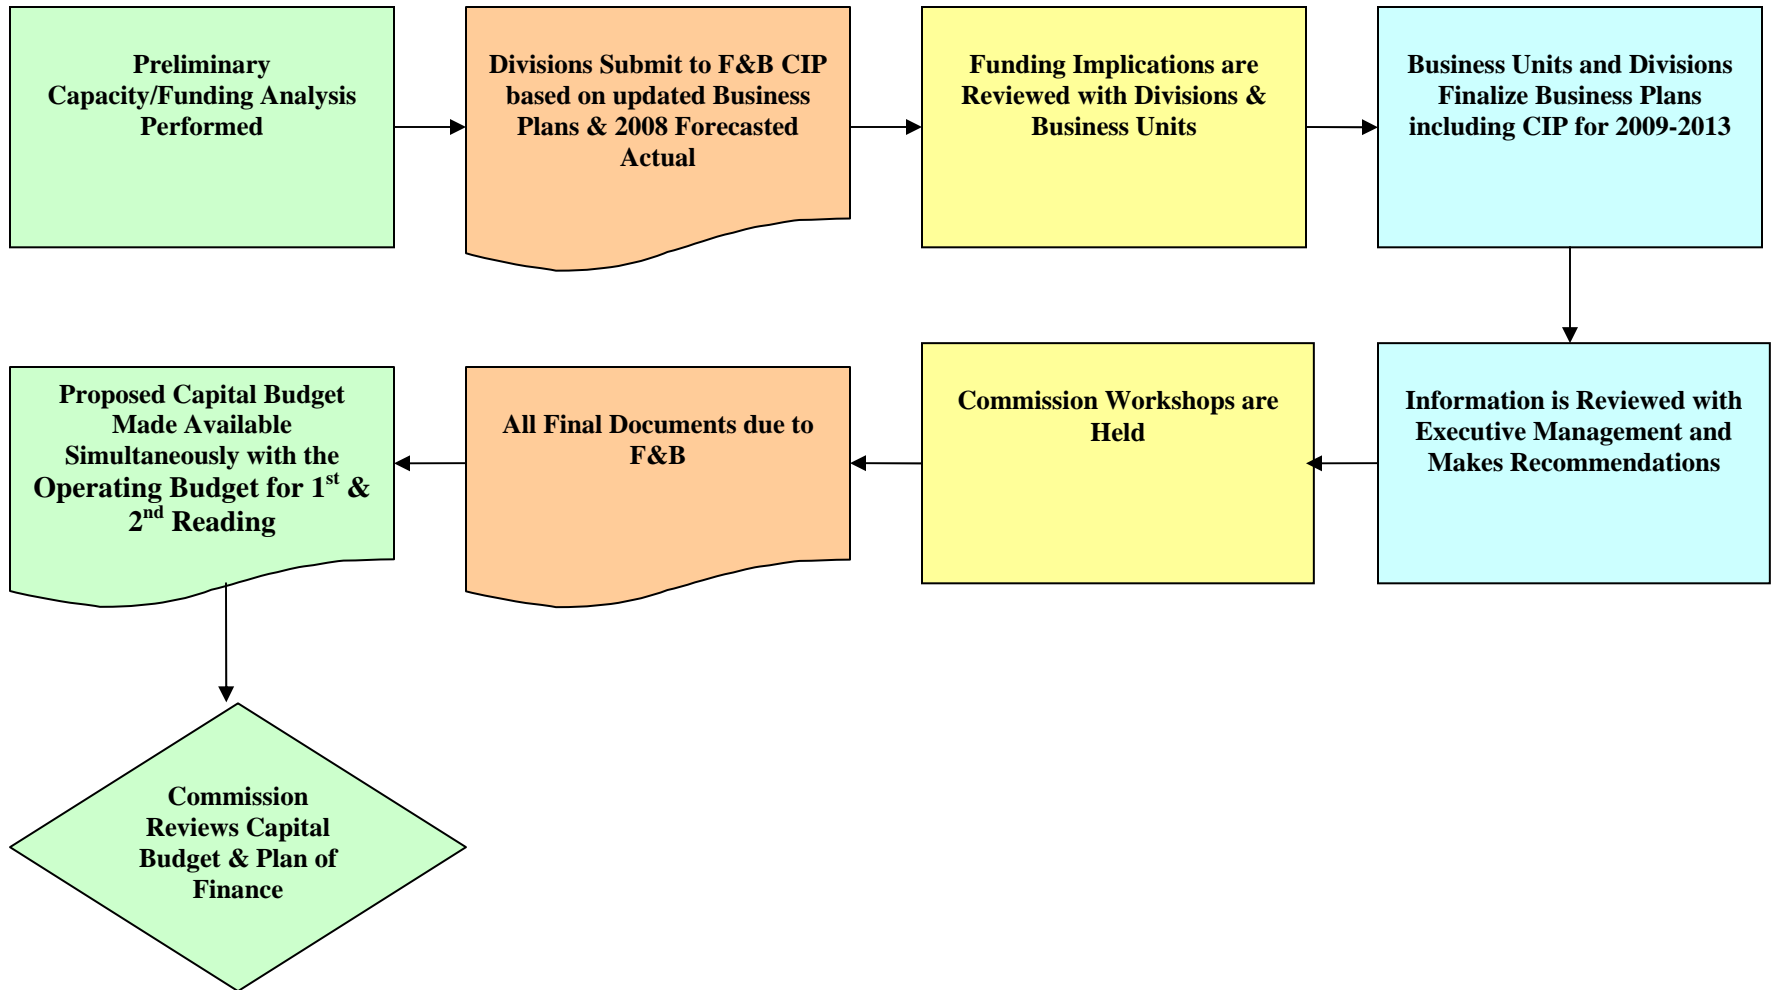 Preliminary
Capacity/Funding Analysis
Performed
Divisions Submit to F&B CIP
based on updated Business
Plans & 2008 Forecasted
Actual
Funding Implications are
Reviewed with Divisions &
Business Units
Business Units and Divisions
Finalize Business Plans
including CIP for 2009-2013
Information is Reviewed with
Executive Management and
Makes Recommendations
Commission Workshops are
Held
All Final Documents due to
F&B
Proposed Capital Budget
Made Available
Simultaneously with the
Operating Budget for 1st &
2nd Reading
Commission
Reviews Capital
Budget & Plan of
Finance